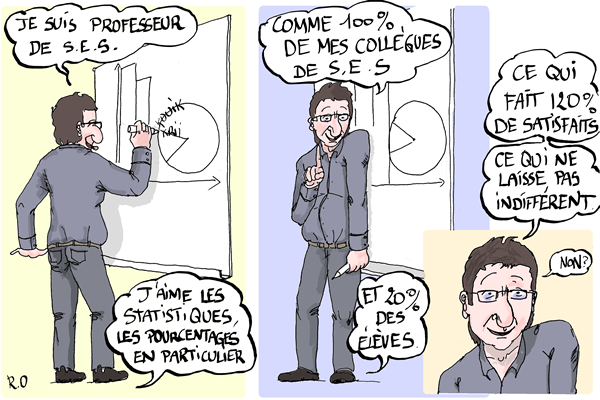 JE SUIS PROFESSEUR
DE S.E.S.
J'AIME LES
STATISTIQUES,
LES POURCENTAGES
EN PARTICULIER
R.O
COMME 100%
DE MES COLLÈGUES
DE S.E.S
ET 20%
DES
ÉLÈVES.
CE QUI
FAIT 120%
DE SATISFAITS.
CE QUI NE
LAISSE PAS
INDIFFÉRENT.
NON?